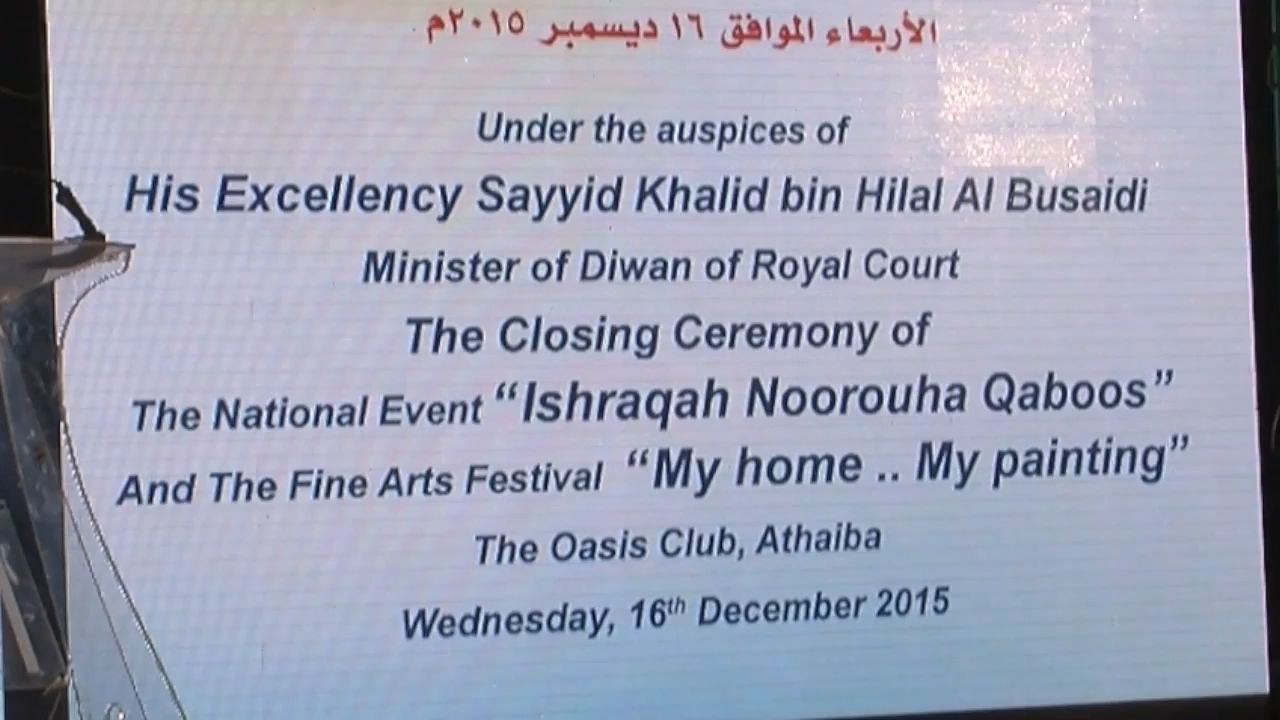 الأربعاء الموافق ١٦ ديسمبر ٢٠١٥م
Under the auspices of
His Excellency Sayyid Khalid bin Hilal Al Busaidi
Minister of Diwan of Royal Court
The Closing Ceremony of
The National Event “Ishraqah Noorouha Qaboos”
And The Fine Arts Festival “My home .. My painting”
The Oasis Club, Athaiba
Wednesday, 16th December 2015